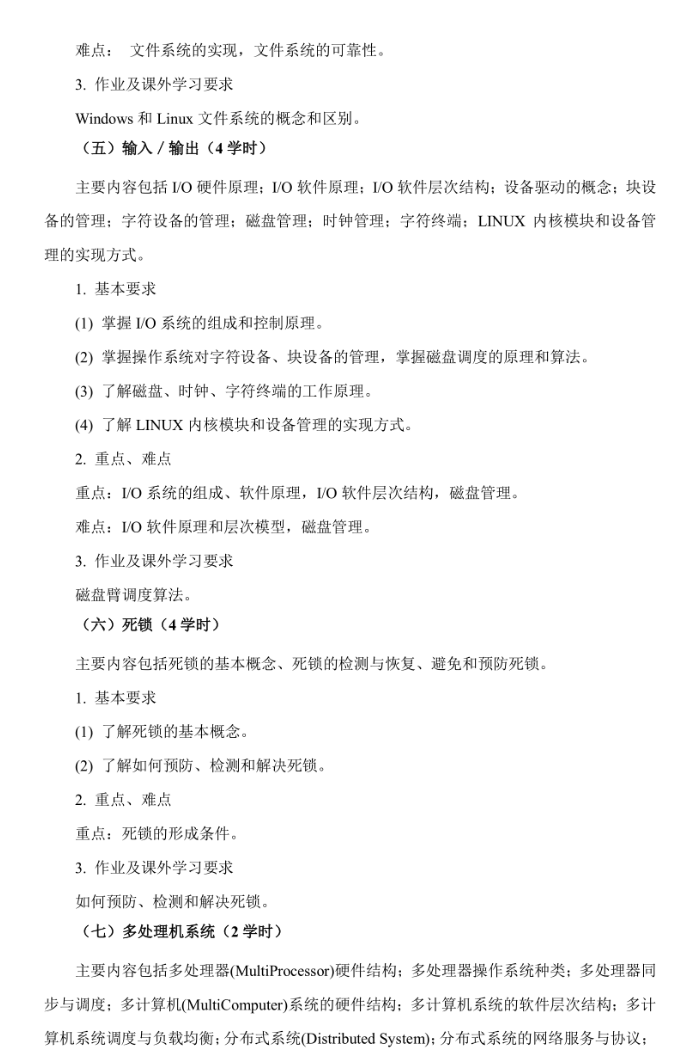 难点： 文件系统的实现，文件系统的可靠性。
3. 作业及课外学习要求
Windows 和 Linux 文件系统的概念和区别。
（五）输入 / 输出（4 学时）
主要内容包括 I/O 硬件原理；I/O 软件原理；I/O 软件层次结构；设备驱动的概念；块设
备的管理；字符设备的管理；磁盘管理；时钟管理；字符终端；LINUX 内核模块和设备管
理的实现方式。
1. 基本要求
(1) 掌握 I/O 系统的组成和控制原理。
(2) 掌握操作系统对字符设备、块设备的管理，掌握磁盘调度的原理和算法。
(3) 了解磁盘、时钟、字符终端的工作原理。
(4) 了解 LINUX 内核模块和设备管理的实现方式。
2. 重点、难点
重点：I/O 系统的组成、软件原理，I/O 软件层次结构，磁盘管理。
难点：I/O 软件原理和层次模型，磁盘管理。
3. 作业及课外学习要求
磁盘臂调度算法。
（六）死锁（4 学时）
主要内容包括死锁的基本概念、死锁的检测与恢复、避免和预防死锁。
1. 基本要求
(1) 了解死锁的基本概念。
(2) 了解如何预防、检测和解决死锁。
2. 重点、难点
重点：死锁的形成条件。
3. 作业及课外学习要求
如何预防、检测和解决死锁。
（七）多处理机系统（2 学时）
主要内容包括多处理器(MultiProcessor)硬件结构；多处理器操作系统种类；多处理器同
步与调度；多计算机(MultiComputer)系统的硬件结构；多计算机系统的软件层次结构；多计
算机系统调度与负载均衡；分布式系统(Distributed System)；分布式系统的网络服务与协议；